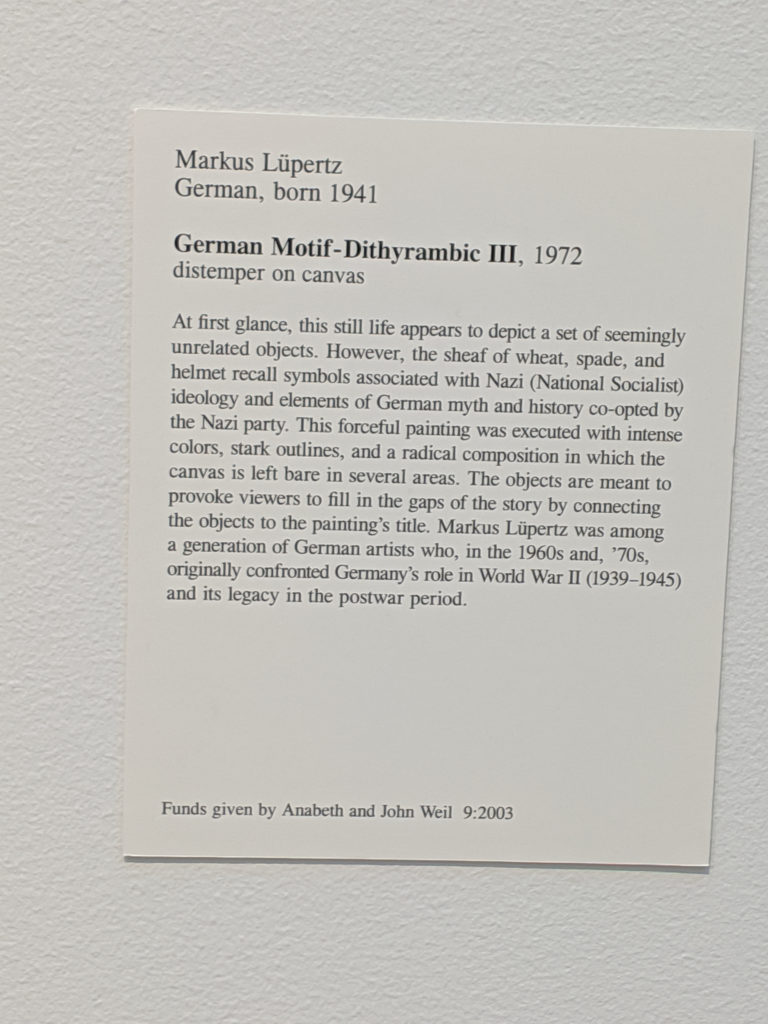 Markus Lüpertz
German, born 1941
German Motif-Dithyrambic III, 1972
distemper on canvas
At first glance, this still life appears to depict a set of seemingly
unrelated objects. However, the sheaf of wheat, spade, and
helmet recall symbols associated with Nazi (National Socialist)
ideology and elements of German myth and history co-opted by
the Nazi party. This forceful painting was executed with intense
colors, stark outlines, and a radical composition in which the
canvas is left bare in several areas. The objects are meant to
provoke viewers to fill in the gaps of the story by connecting
the objects to the painting's title. Markus Lüpertz was among
a generation of German artists who, in the 1960s and, ’70s,
originally confronted Germany's role in World War II (1939–1945)
and its legacy in the postwar period.
Funds given by Anabeth and John Weil 9:2003